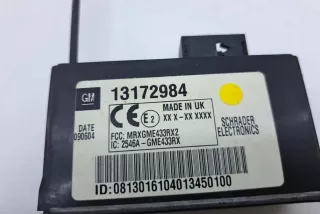 GM
13172984
MADE IN UK
CE
E2
XX X-XX XXXX
DATE
090604
FCC: MRXGME433RX2
IC: 2546A-GME433RX
SCHRADER
ELECTRONICS
ID: 0813016104013450100